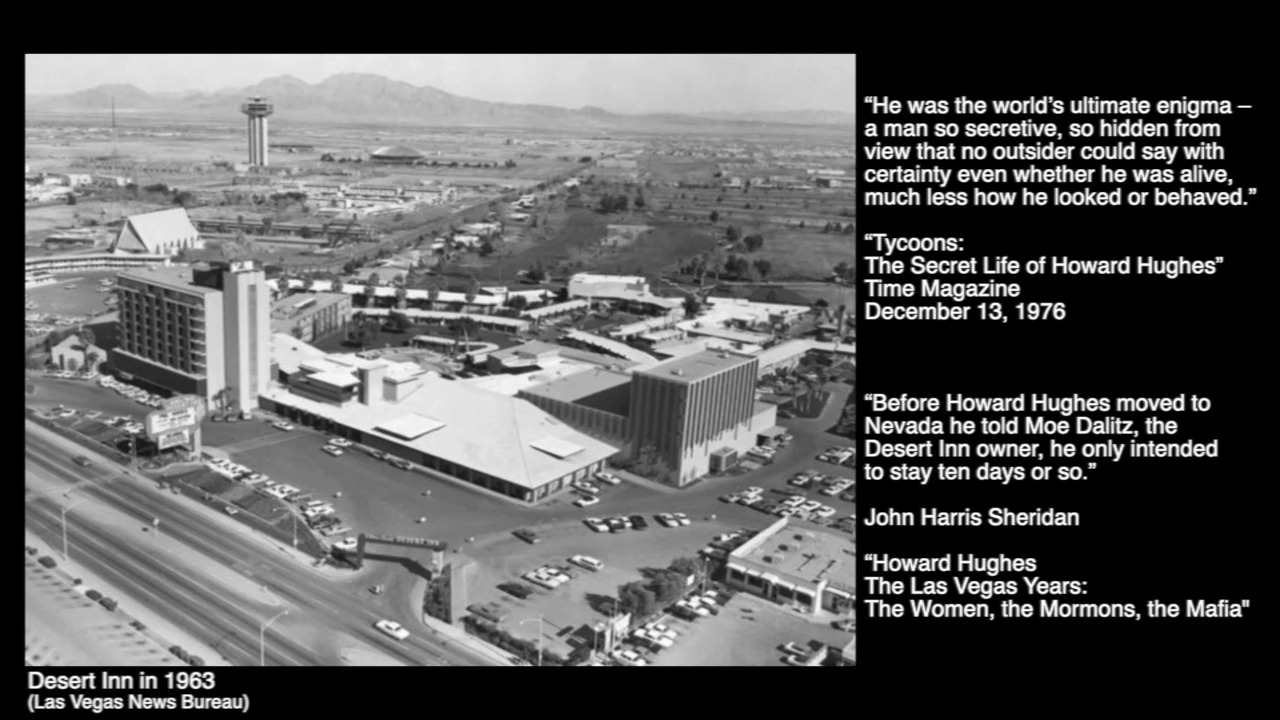 “He was the world’s ultimate enigma –
a man so secretive, so hidden from
view that no outsider could say with
certainty even whether he was alive,
much less how he looked or behaved.”
“Tycoons:
The Secret Life of Howard Hughes”
Time Magazine
December 13, 1976
“Before Howard Hughes moved to
Nevada he told Moe Dalitz, the
Desert Inn owner, he only intended
to stay ten days or so.”
John Harris Sheridan
“Howard Hughes
The Las Vegas Years:
The Women, the Mormons, the Mafia"
DESERT INN
Desert Inn in 1963
(Las Vegas News Bureau)